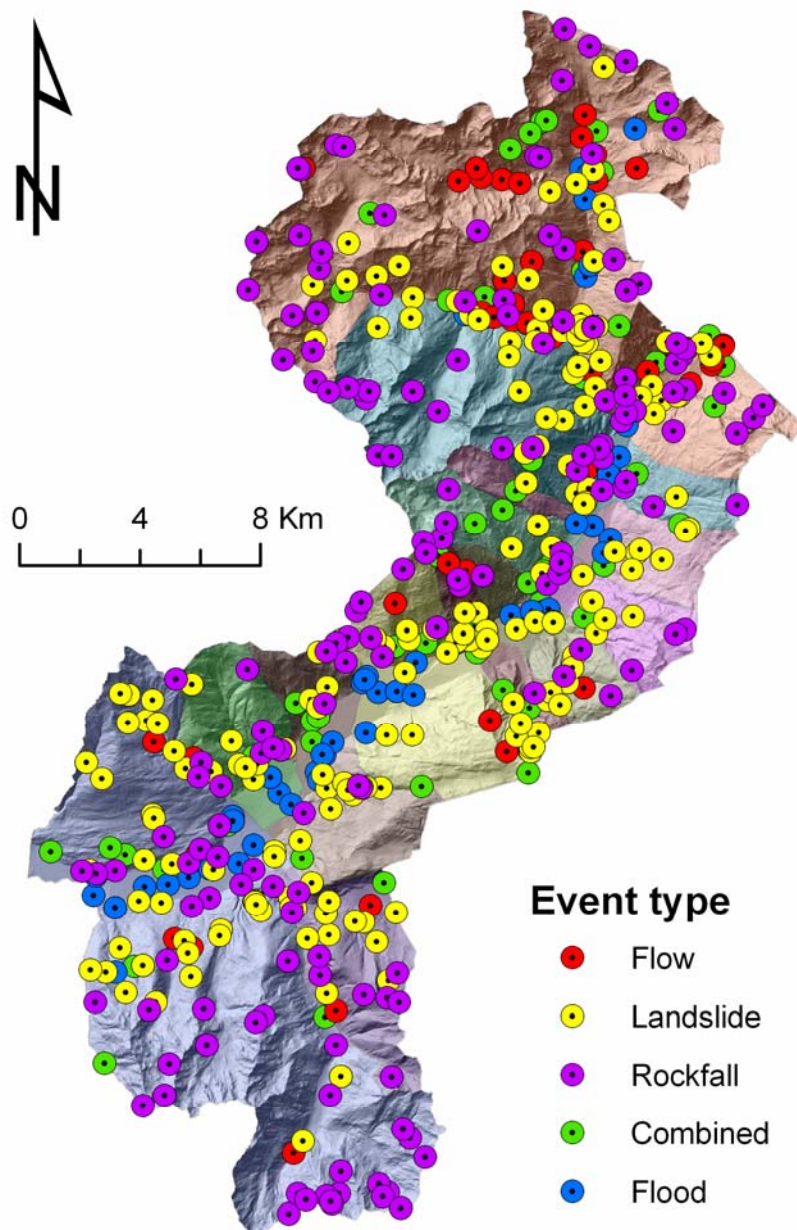 N
0 4 8 Km
Event type
Flow
Landslide
Rockfall
Combined
Flood